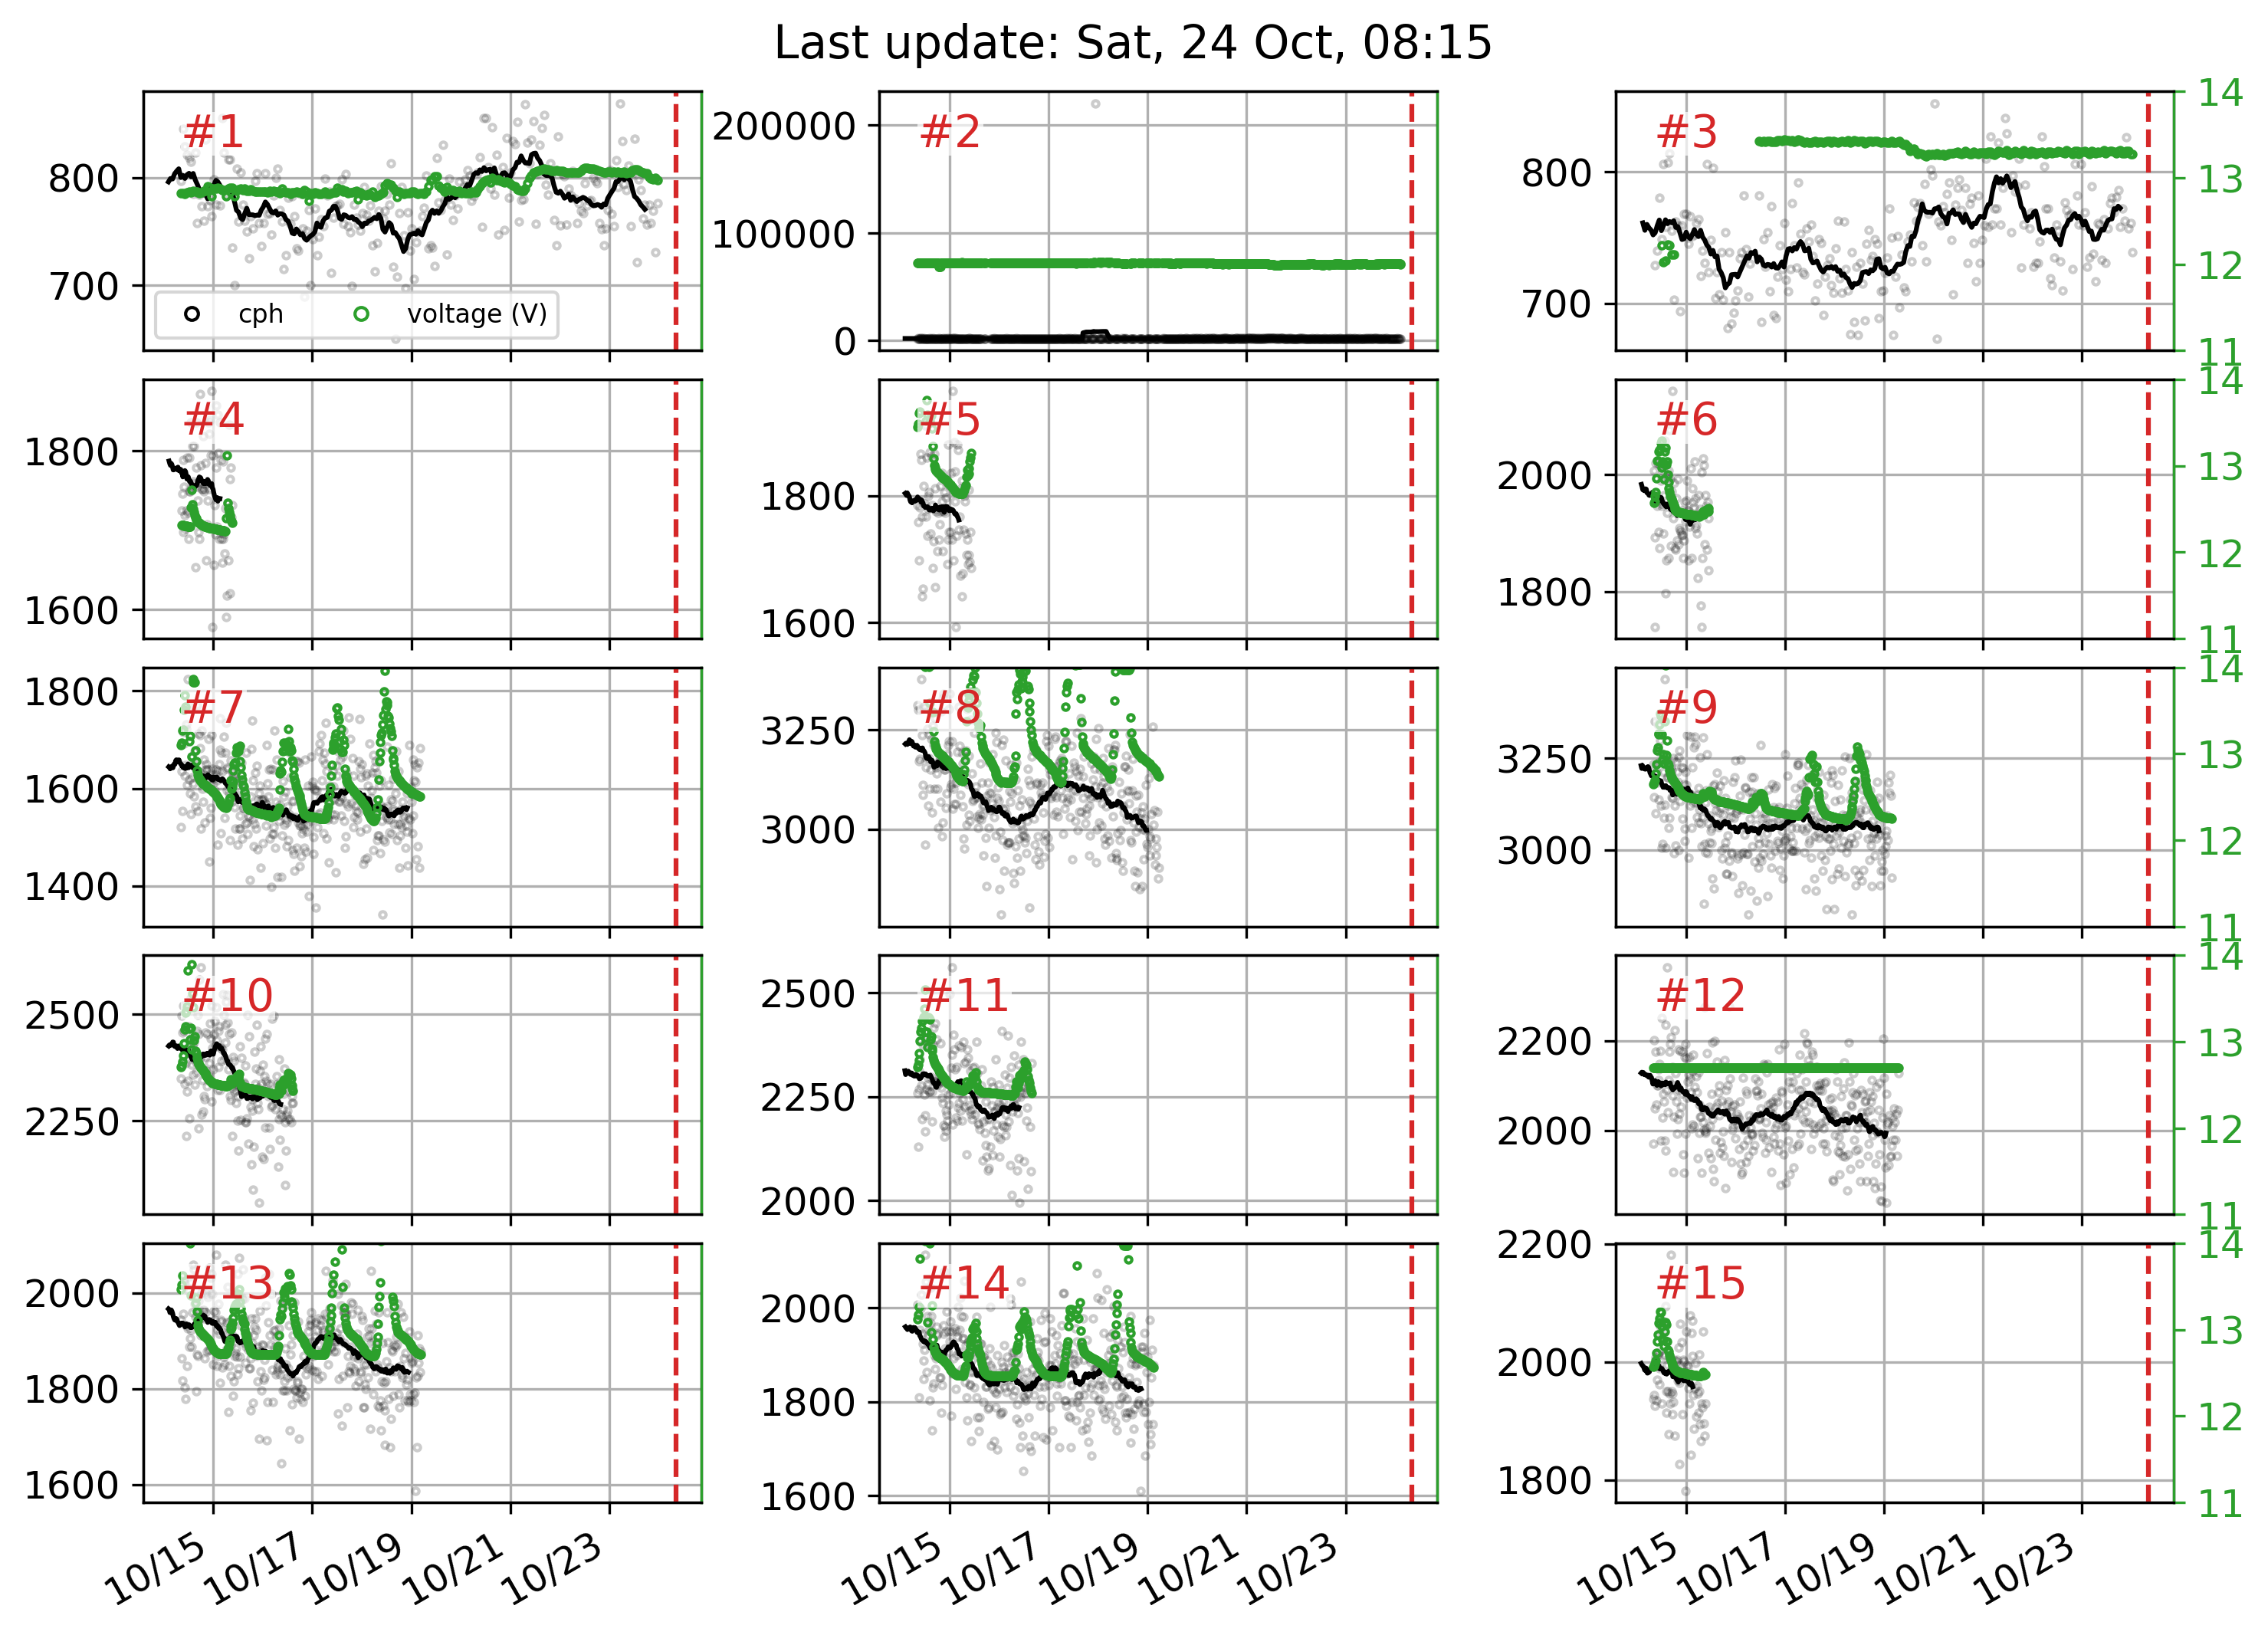 Last update: Sat, 24 Oct, 08:15
#1 #2 #3
800 700
200000 100000 0
800 700
14 13 12 11
cph voltage (V)
#4 #5 #6
1800 1600
1800 1600
2000 1800
14 13 12 11
#7 #8 #9
1800 1600 1400
3250 3000
3250 3000
14 13 12 11
#10 #11 #12
2500 2250
2500 2250 2000
2200 2000
14 13 12 11
#13 #14 #15
2000 1800 1600
2000 1800 1600
2200 2000 1800
14 13 12 11
10/15 10/17 10/19 10/21 10/23
10/15 10/17 10/19 10/21 10/23
10/15 10/17 10/19 10/21 10/23